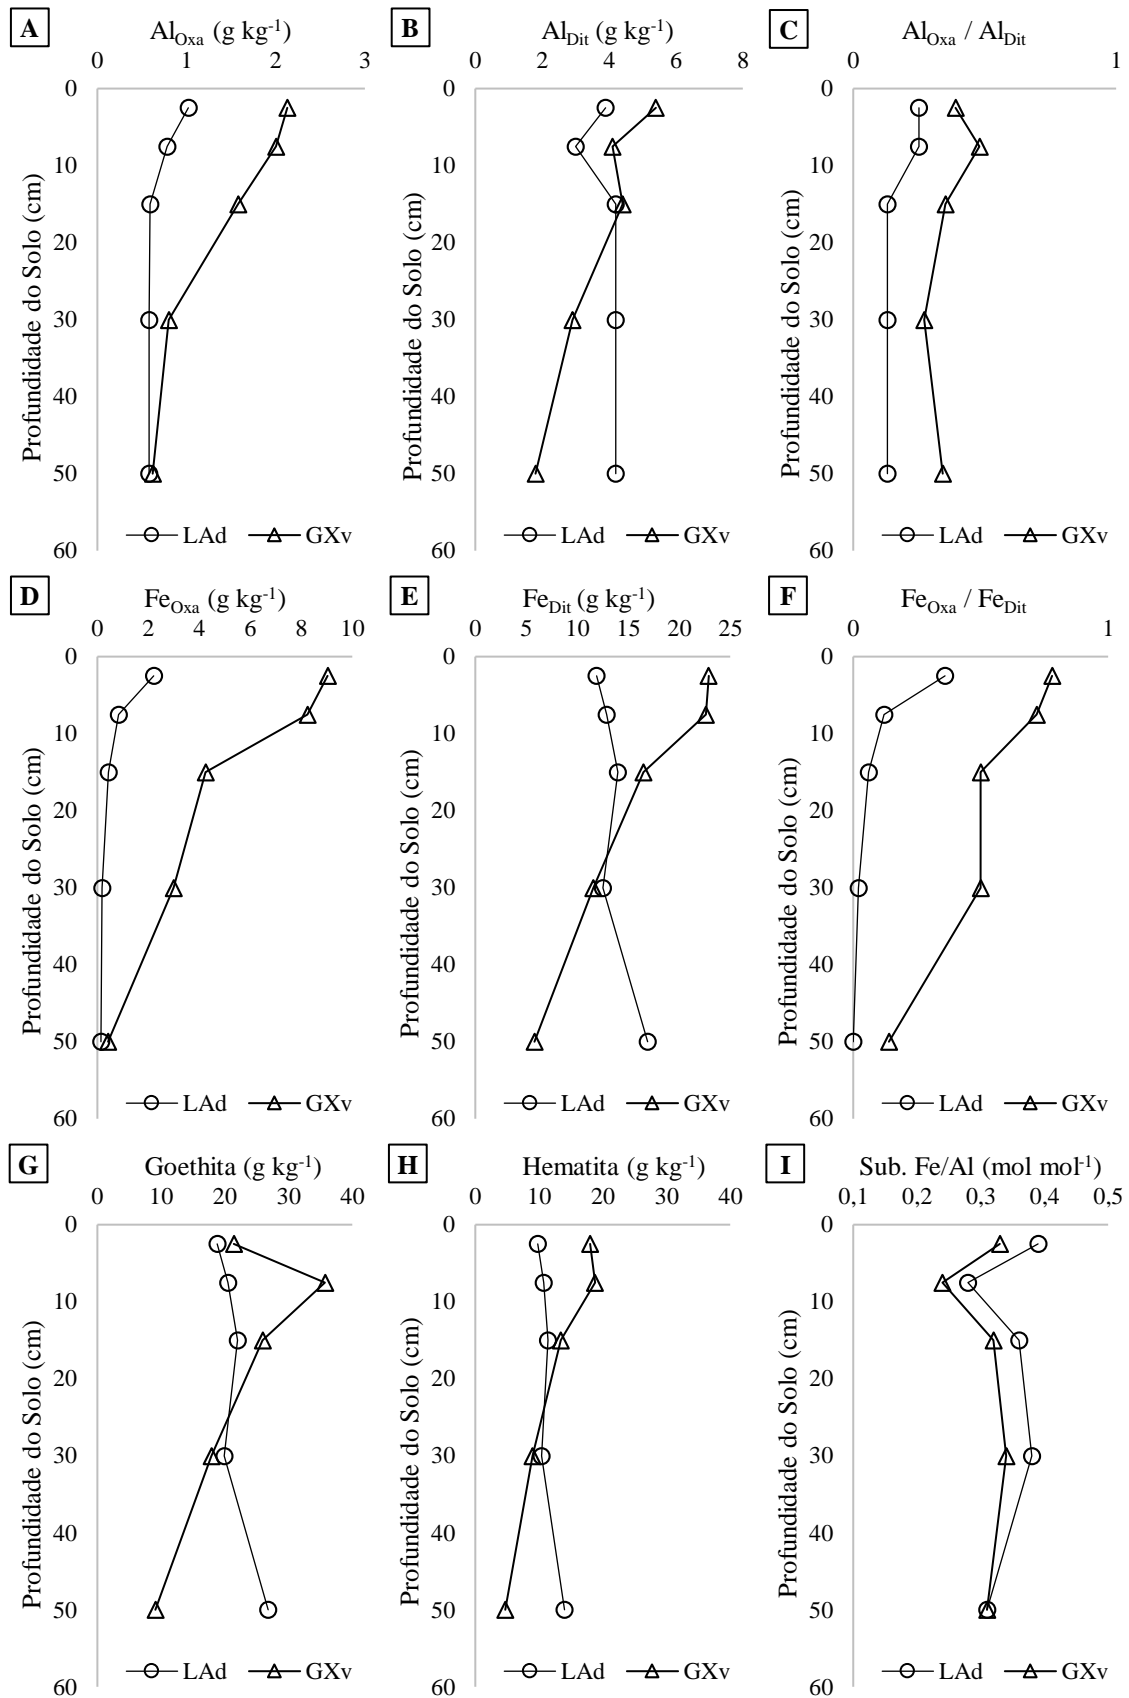 A Al_Oxa (g kg⁻¹)
0 1 2 3
0
10
20
30
40
50
60
Profundidade do Solo (cm)
LAd GXv
B Al_Dit (g kg⁻¹)
0 2 4 6 8
0
10
20
30
40
50
60
Profundidade do Solo (cm)
LAd GXv
C Al_Oxa / Al_Dit
0 1
0
10
20
30
40
50
60
Profundidade do Solo (cm)
LAd GXv
D Fe_Oxa (g kg⁻¹)
0 2 4 6 8 10
0
10
20
30
40
50
60
Profundidade do Solo (cm)
LAd GXv
E Fe_Dit (g kg⁻¹)
0 5 10 15 20 25
0
10
20
30
40
50
60
Profundidade do Solo (cm)
LAd GXv
F Fe_Oxa / Fe_Dit
0 1
0
10
20
30
40
50
60
Profundidade do Solo (cm)
LAd GXv
G Goethita (g kg⁻¹)
0 10 20 30 40
0
10
20
30
40
50
60
Profundidade do Solo (cm)
LAd GXv
H Hematita (g kg⁻¹)
0 10 20 30 40
0
10
20
30
40
50
60
Profundidade do Solo (cm)
LAd GXv
I Sub. Fe/Al (mol mol⁻¹)
0,1 0,2 0,3 0,4 0,5
0
10
20
30
40
50
60
Profundidade do Solo (cm)
LAd GXv